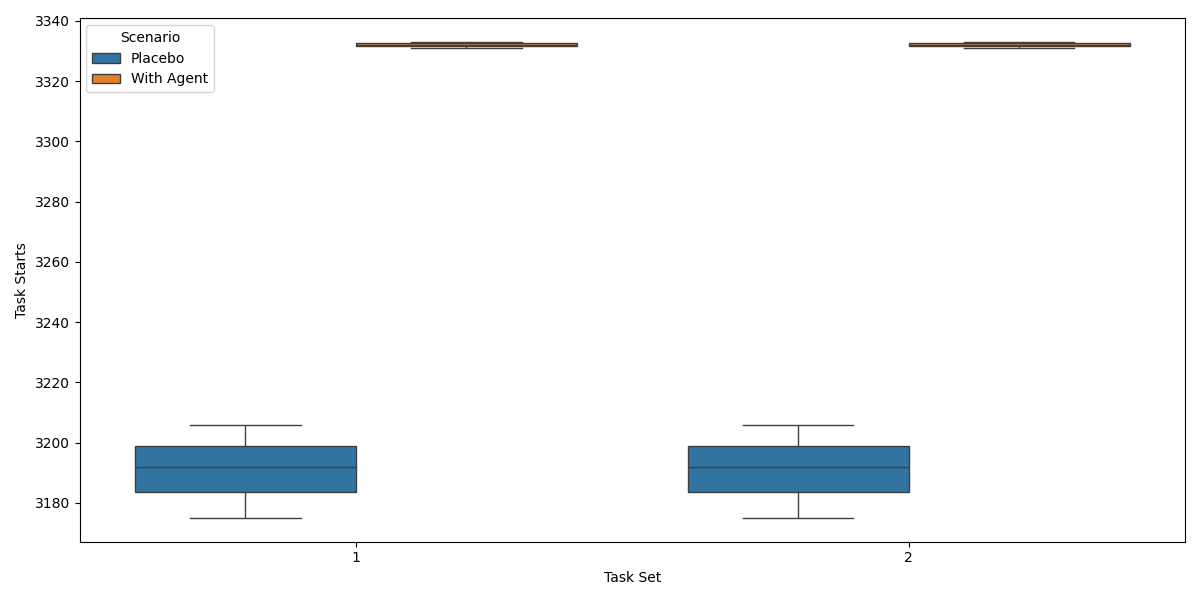 3340
3320
3300
3280
3260
3240
3220
3200
3180
Task Starts
Scenario
Placebo
With Agent
1
2
Task Set